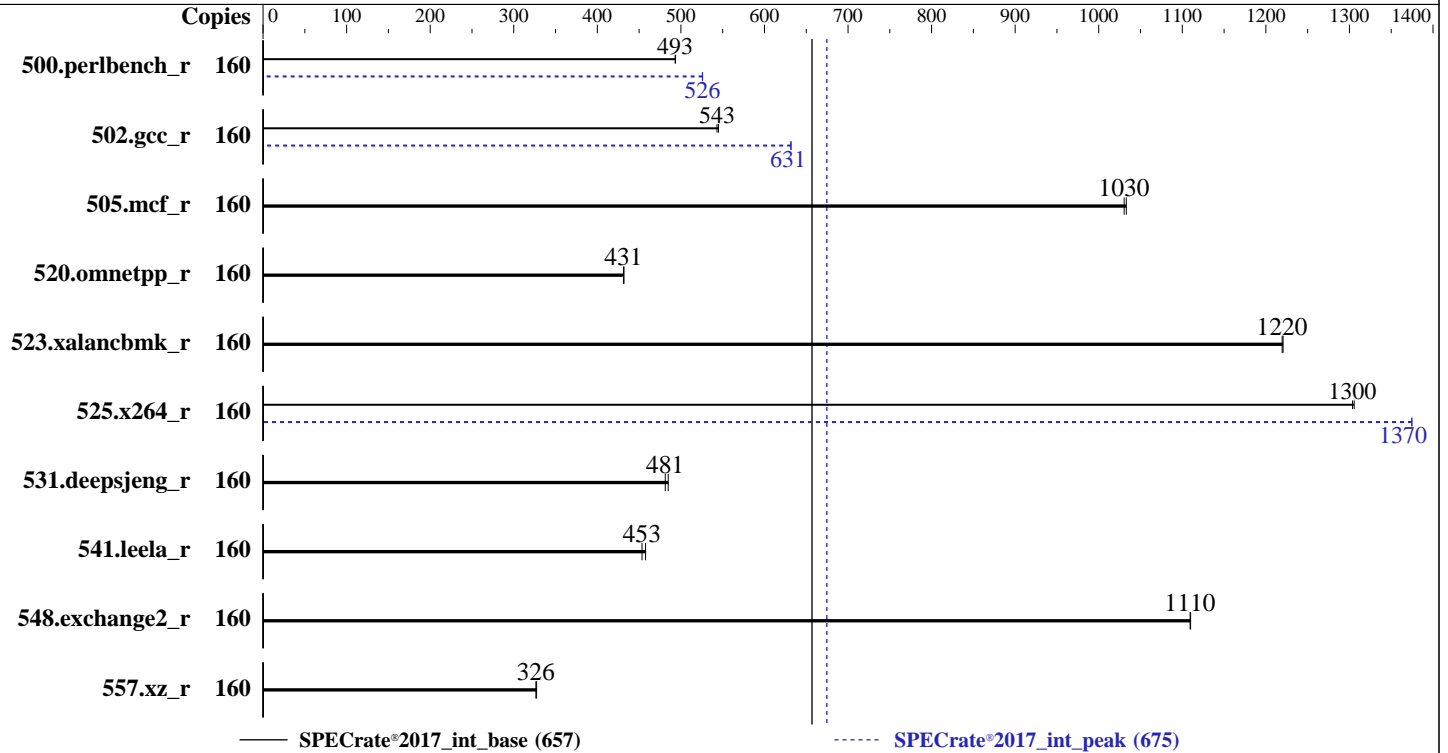 Copies 0 100 200 300 400 500 600 700 800 900 1000 1100 1200 1300 1400
493
500.perlbench_r 160
526
543
502.gcc_r 160
631
1030
505.mcf_r 160
431
520.omnetpp_r 160
1220
523.xalancbmk_r 160
1300
525.x264_r 160
1370
481
531.deepsjeng_r 160
453
541.leela_r 160
1110
548.exchange2_r 160
326
557.xz_r 160
SPECrate®2017_int_base (657) SPECrate®2017_int_peak (675)